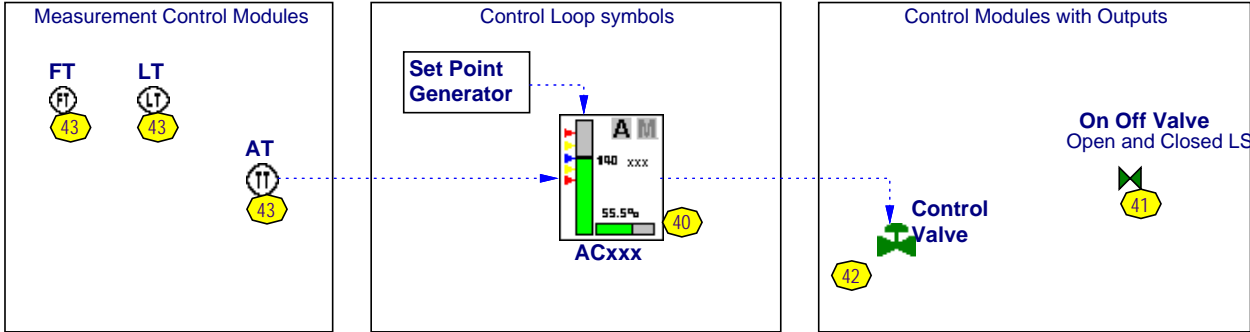 Measurement Control Modules
FT
LT
FT
LT
43
43
AT
TT
43
Control Loop symbols
Set Point
Generator
A M
140 xxx
55.5%
40
ACxxx
Control Modules with Outputs
On Off Valve
Open and Closed LS
41
Control
Valve
42